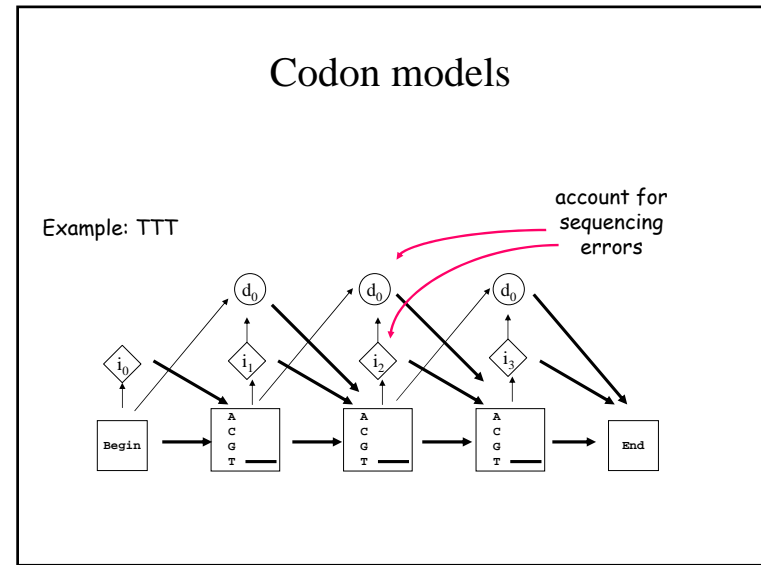 Codon models
account for
sequencing
errors
Example: TTT
d₀ d₀ d₀
i₀ i₁ i₂ i₃
Begin
A
C
G
T
A
C
G
T
A
C
G
T
End